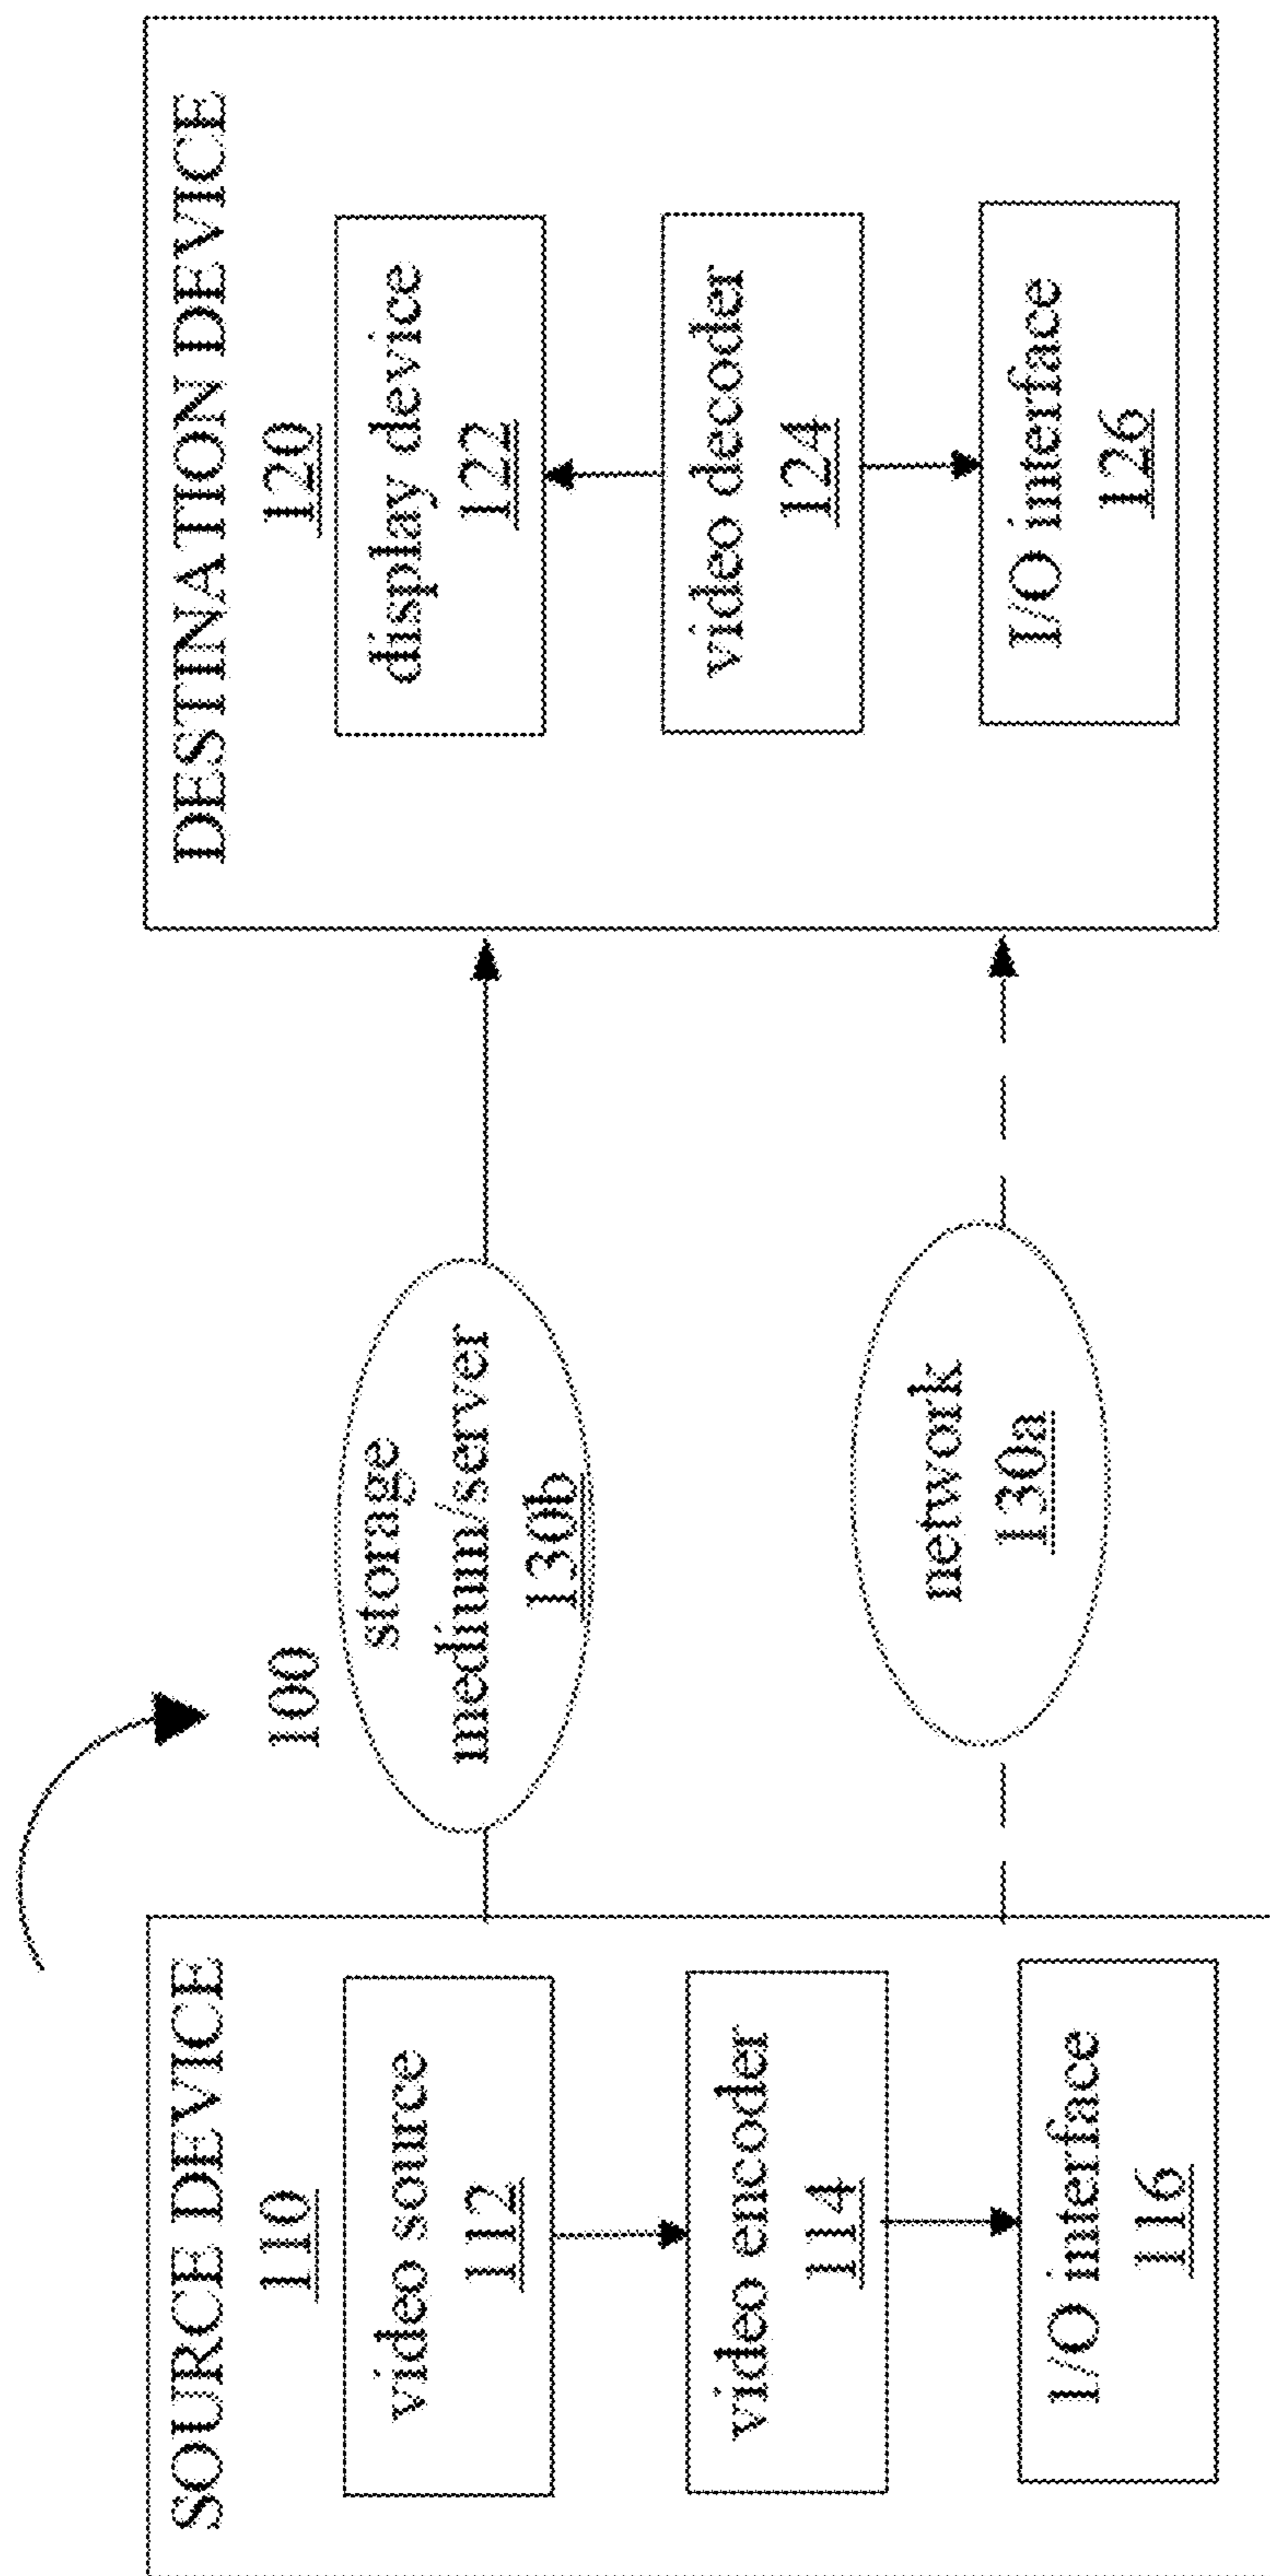 100
SOURCE DEVICE
110
video source
112
video encoder
114
I/O interface
116
storage
medium/server
130b
network
130a
DESTINATION DEVICE
120
display device
122
video decoder
124
I/O interface
126